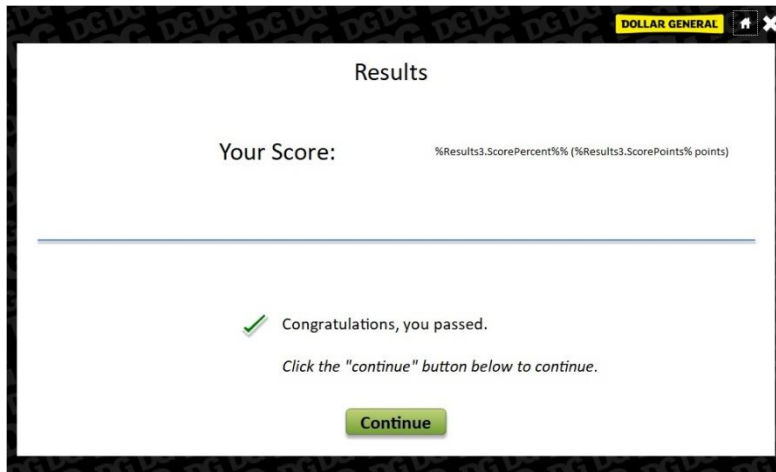 DOLLAR GENERAL
Results
Your Score:
%Results3.ScorePercent%% (%Results3.ScorePoints% points)
Congratulations, you passed.
Click the "continue" button below to continue.
Continue